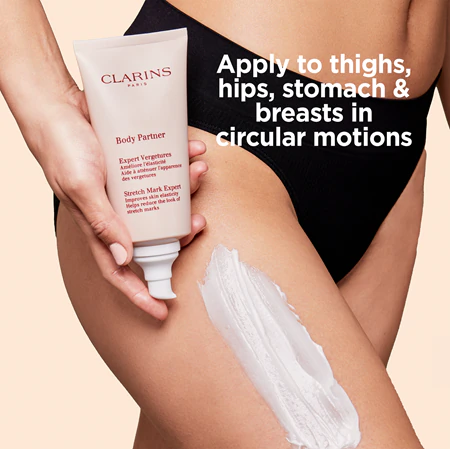 Apply to thighs,
hips, stomach &
breasts in
circular motions
CLARINS
PARIS
Body Partner
Expert Vergetures
Améliore l'élasticité
Aide à atténuer l'apparence
des vergetures
Stretch Mark Expert
Improves skin elasticity
Helps reduce the look of
stretch marks